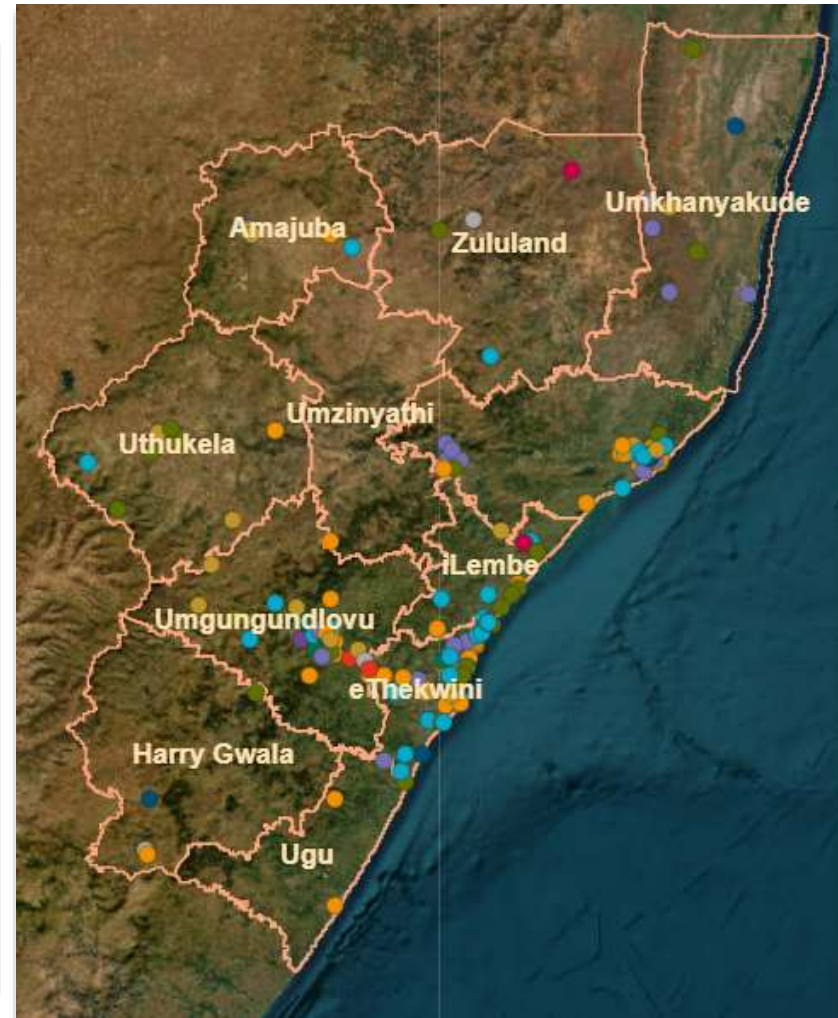 Umkhanyakude
Amajuba
Zululand
Umzinyathi
Uthukela
iLembe
Umgungundlovu
eThekwini
Harry Gwala
Ugu